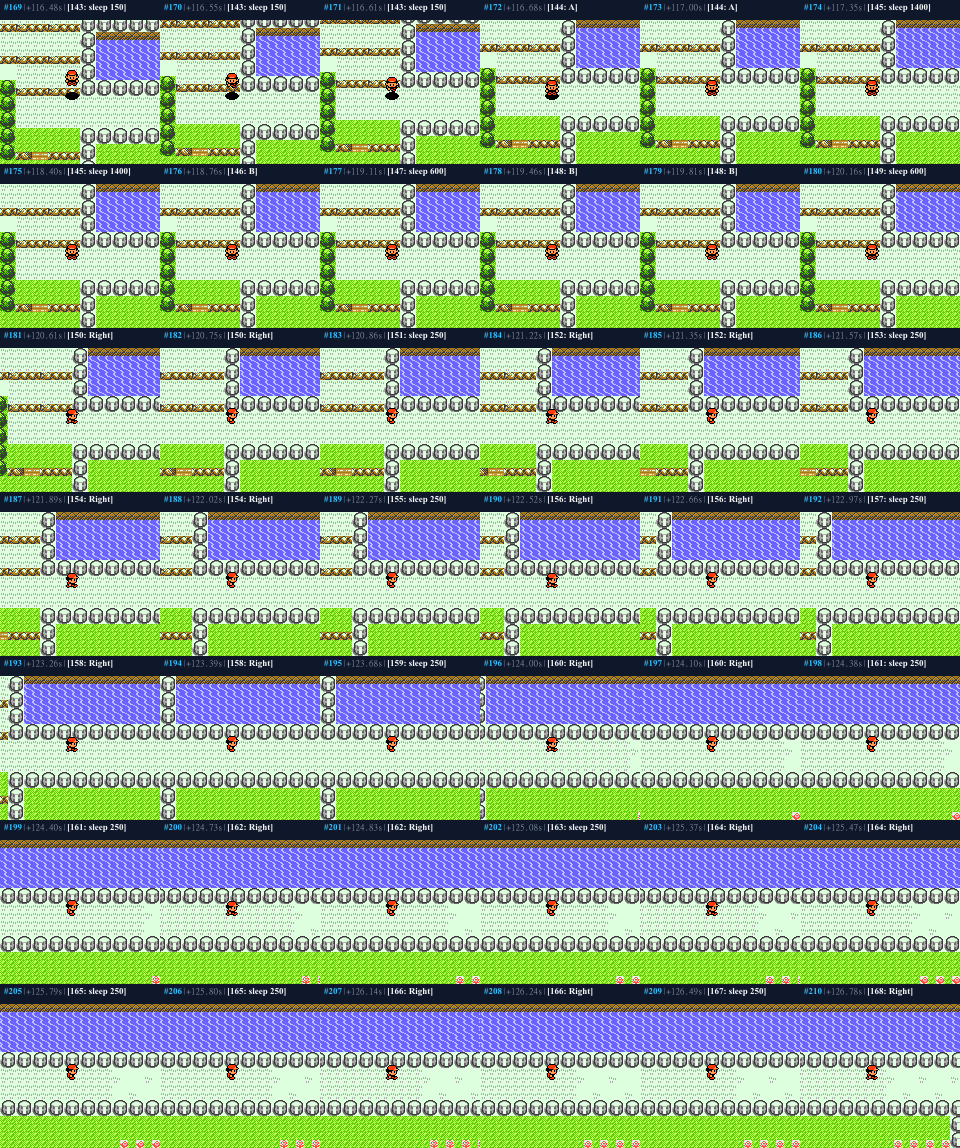 #169|+116.48s|[143: sleep 150]
#170|+116.55s|[143: sleep 150]
#171|+116.61s|[143: sleep 150]
#172|+116.68s|[144: A]
#173|+117.00s|[144: A]
#174|+117.35s|[145: sleep 1400]
#175|+118.40s|[145: sleep 1400]
#176|+118.76s|[146: B]
#177|+119.11s|[147: sleep 600]
#178|+119.46s|[148: B]
#179|+119.81s|[148: B]
#180|+120.16s|[149: sleep 600]
#181|+120.61s|[150: Right]
#182|+120.75s|[150: Right]
#183|+120.86s|[151: sleep 250]
#184|+121.22s|[152: Right]
#185|+121.35s|[152: Right]
#186|+121.57s|[153: sleep 250]
#187|+121.89s|[154: Right]
#188|+122.02s|[154: Right]
#189|+122.27s|[155: sleep 250]
#190|+122.52s|[156: Right]
#191|+122.66s|[156: Right]
#192|+122.97s|[157: sleep 250]
#193|+123.26s|[158: Right]
#194|+123.39s|[158: Right]
#195|+123.68s|[159: sleep 250]
#196|+124.00s|[160: Right]
#197|+124.10s|[160: Right]
#198|+124.38s|[161: sleep 250]
#199|+124.40s|[161: sleep 250]
#200|+124.73s|[162: Right]
#201|+124.83s|[162: Right]
#202|+125.08s|[163: sleep 250]
#203|+125.37s|[164: Right]
#204|+125.47s|[164: Right]
#205|+125.79s|[165: sleep 250]
#206|+125.80s|[165: sleep 250]
#207|+126.14s|[166: Right]
#208|+126.24s|[166: Right]
#209|+126.49s|[167: sleep 250]
#210|+126.78s|[168: Right]